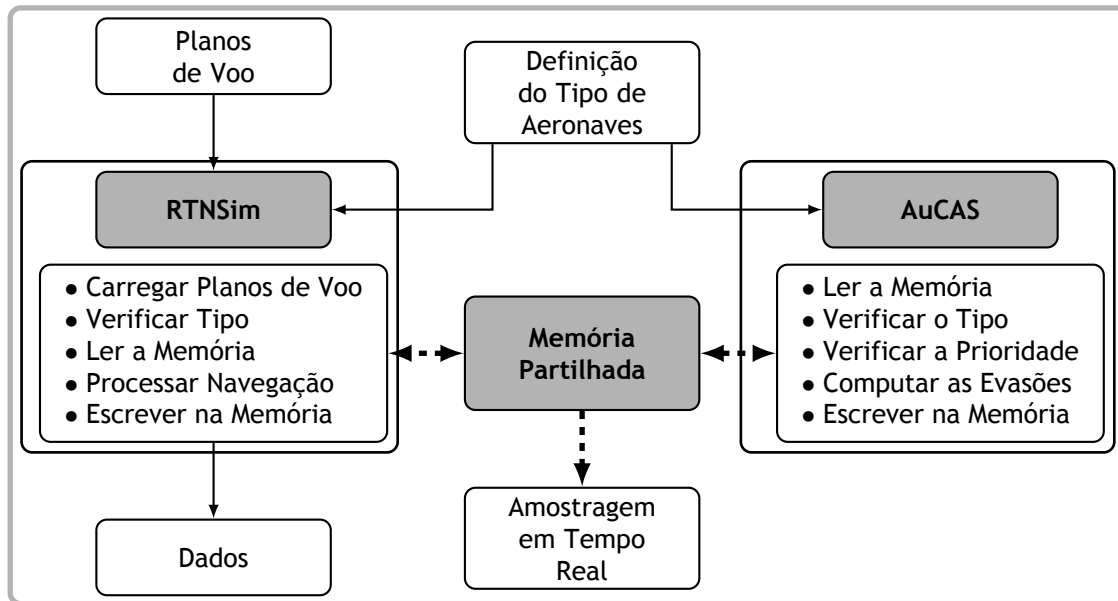 Planos
de Voo
Definição
do Tipo de
Aeronaves
RTNSim
● Carregar Planos de Voo
● Verificar Tipo
● Ler a Memória
● Processar Navegação
● Escrever na Memória
Memória
Partilhada
AuCAS
● Ler a Memória
● Verificar o Tipo
● Verificar a Prioridade
● Computar as Evasões
● Escrever na Memória
Dados
Amostragem
em Tempo
Real